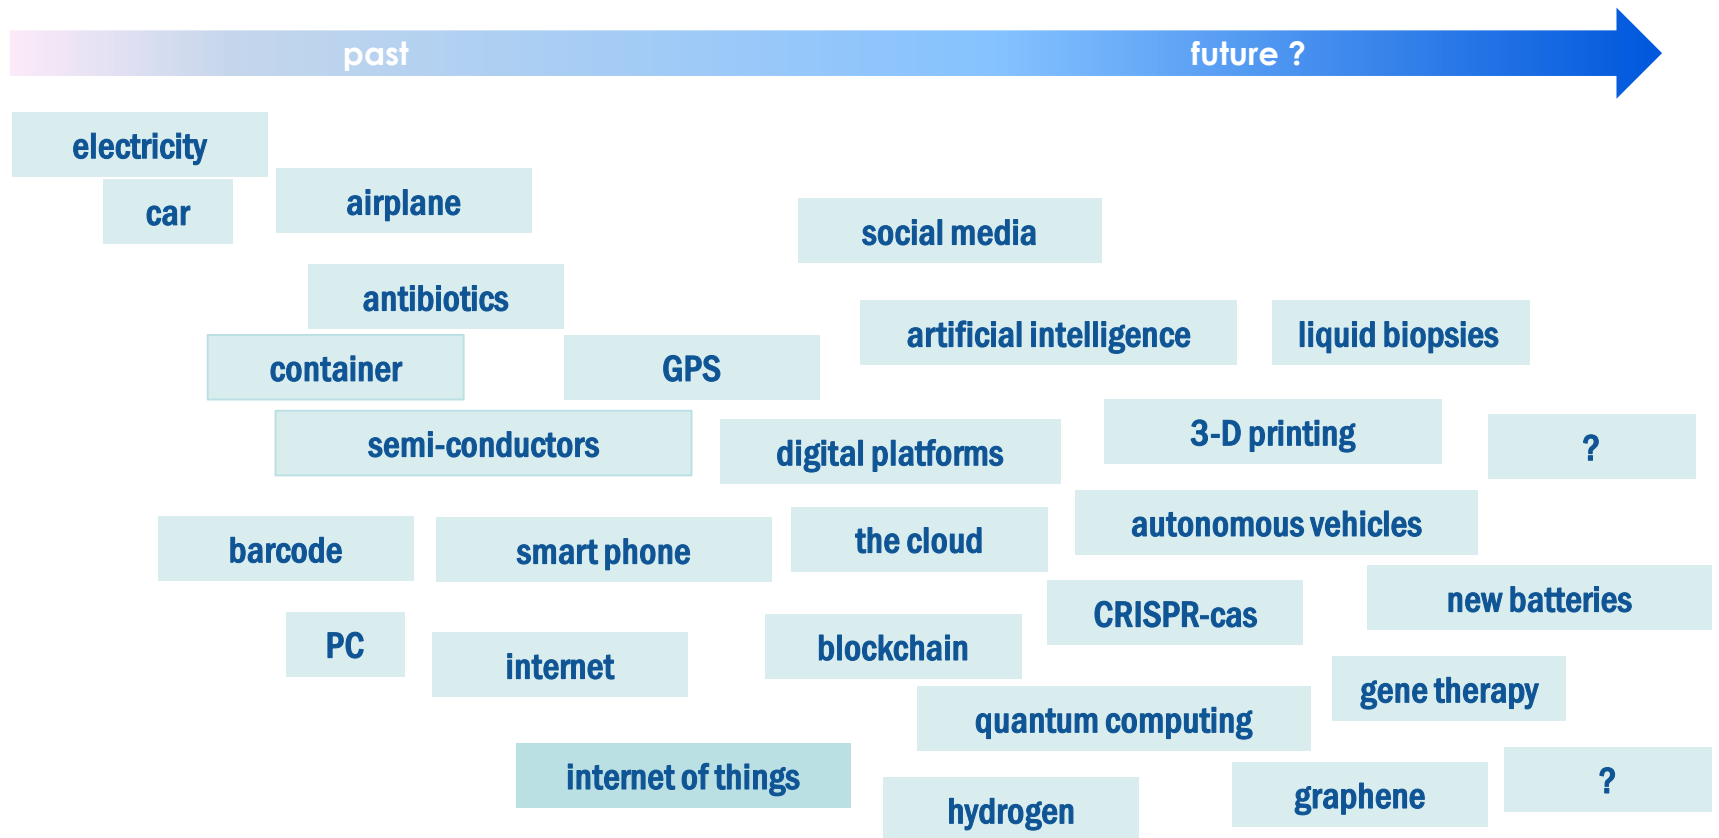 past
future ?
electricity
car
airplane
social media
antibiotics
artificial intelligence
liquid biopsies
container
GPS
semi-conductors
digital platforms
3-D printing
?
barcode
smart phone
the cloud
autonomous vehicles
new batteries
CRISPR-cas
PC
internet
blockchain
gene therapy
quantum computing
internet of things
hydrogen
graphene
?